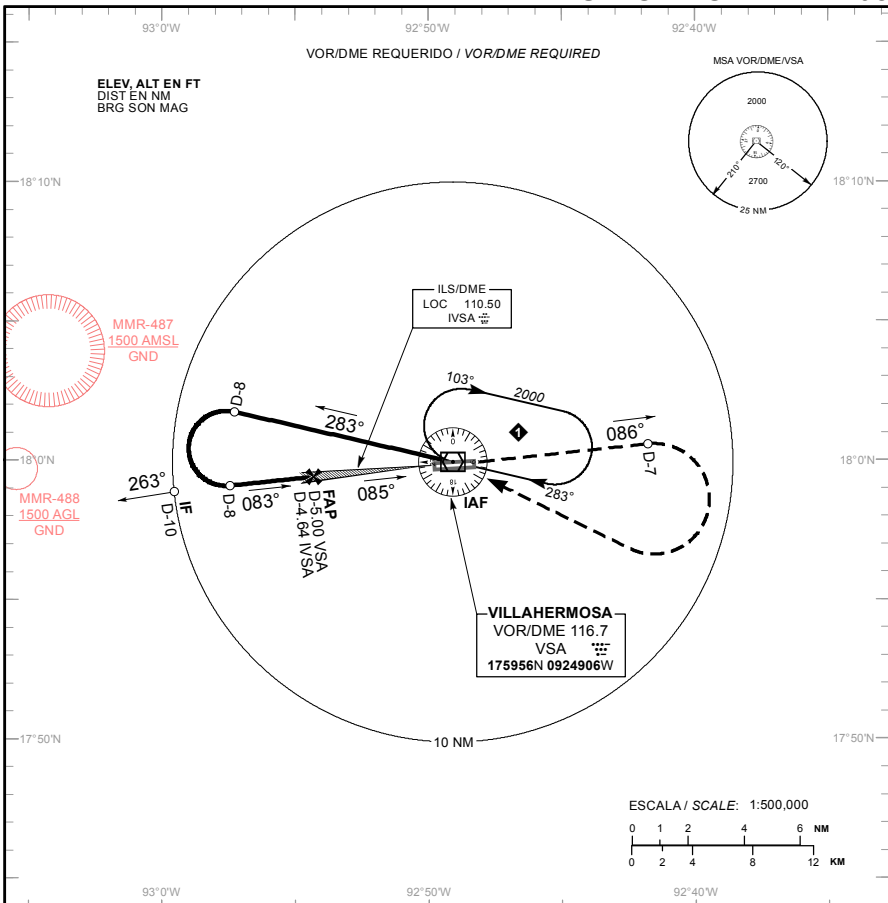 93°0'W
92°50'W
92°40'W
VOR/DME REQUERIDO / VOR/DME REQUIRED
MSA VOR/DME/VSA
ELEV, ALT EN FT
DIST EN NM
BRG SON MAG
2000
210°
120°
2700
25 NM
18°10'N
18°10'N
ILS/DME
LOC 110.50
IVSA
MMR-487
1500 AMSL
GND
D-8
283°
103°
2000
1
086°
D-7
18°0'N
18°0'N
0
18
283°
IAF
MMR-488
1500 AGL
GND
263°
D-10
IF
D-8
083°
FAP
D-5.00 VSA
D-4.64 IVSA
085°
VILLAHERMOSA
VOR/DME 116.7
VSA
175956N 0924906W
17°50'N
17°50'N
10 NM
ESCALA / SCALE: 1:500,000
0 1 2 4 6 NM
0 2 4 8 12 KM
93°0'W
92°50'W
92°40'W